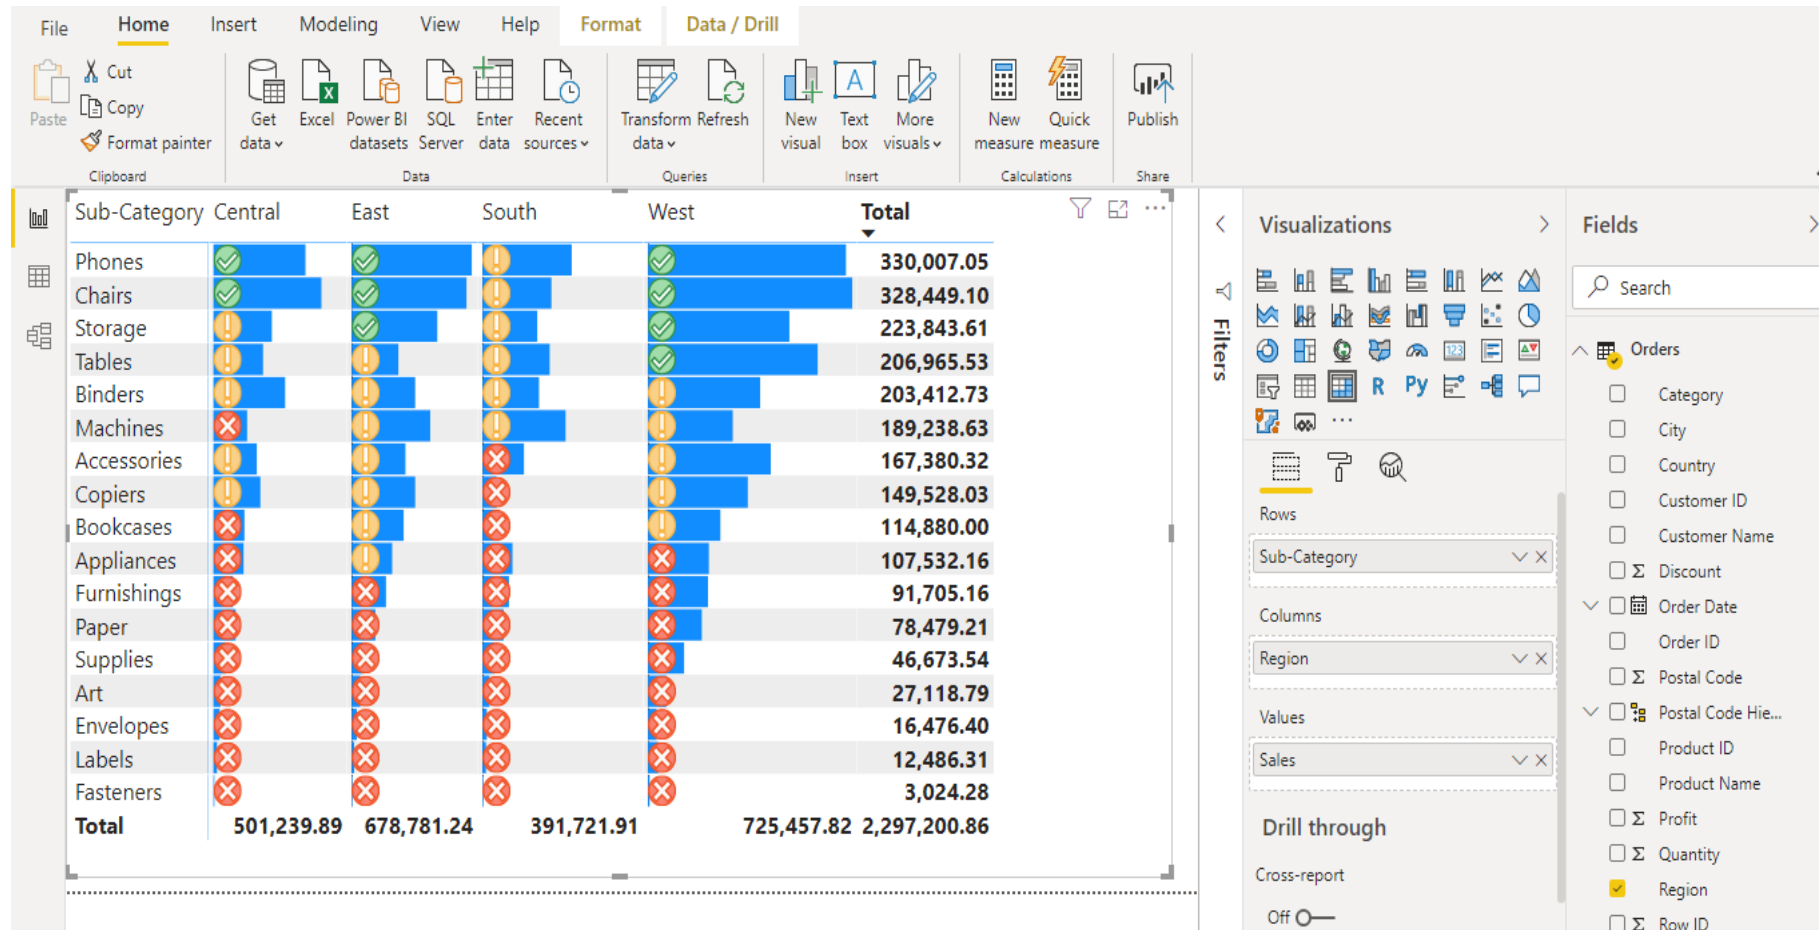 File Home Insert Modeling View Help Format Data / Drill
Paste
Cut
Copy
Format painter
Clipboard
Get data
Excel
Power BI datasets
SQL Server
Enter data
Recent sources
Data
Transform data
Refresh
Queries
New visual
Text box
More visuals
Insert
New measure
Quick measure
Calculations
Publish
Share
Sub-Category Central East South West Total
Phones 330,007.05
Chairs 328,449.10
Storage 223,843.61
Tables 206,965.53
Binders 203,412.73
Machines 189,238.63
Accessories 167,380.32
Copiers 149,528.03
Bookcases 114,880.00
Appliances 107,532.16
Furnishings 91,705.16
Paper 78,479.21
Supplies 46,673.54
Art 27,118.79
Envelopes 16,476.40
Labels 12,486.31
Fasteners 3,024.28
Total 501,239.89 678,781.24 391,721.91 725,457.82 2,297,200.86
Filters
Visualizations
123
R Py
...
Rows
Sub-Category
Columns
Region
Values
Sales
Drill through
Cross-report
Off
Fields
Search
Orders
Category
City
Country
Customer ID
Customer Name
Σ Discount
Order Date
Order ID
Σ Postal Code
Postal Code Hie...
Product ID
Product Name
Σ Profit
Σ Quantity
Region
Σ Row ID